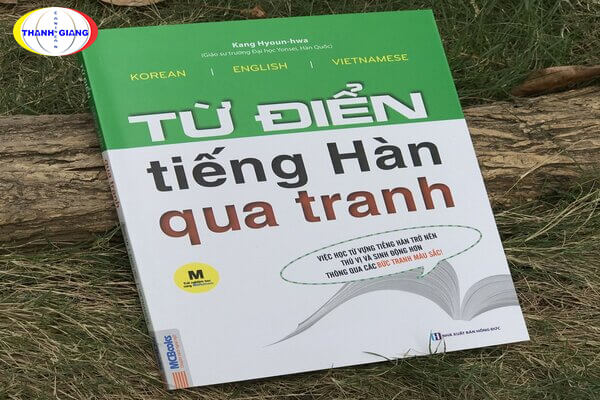 THANH GIANG
Kang Hyoun-hwa
(Giáo sư trường Đại học Yonsei, Hàn Quốc)
KOREAN | ENGLISH | VIETNAMESE
TỪ ĐIỂN
tiếng Hàn
qua tranh
VIỆC HỌC TỪ VỰNG TIẾNG HÀN TRỞ NÊN
THÚ VỊ VÀ SINH ĐỘNG HƠN
THÔNG QUA CÁC BỨC TRANH MÀU SẮC!
M
MCBooks
NHÀ XUẤT BẢN HỒNG ĐỨC